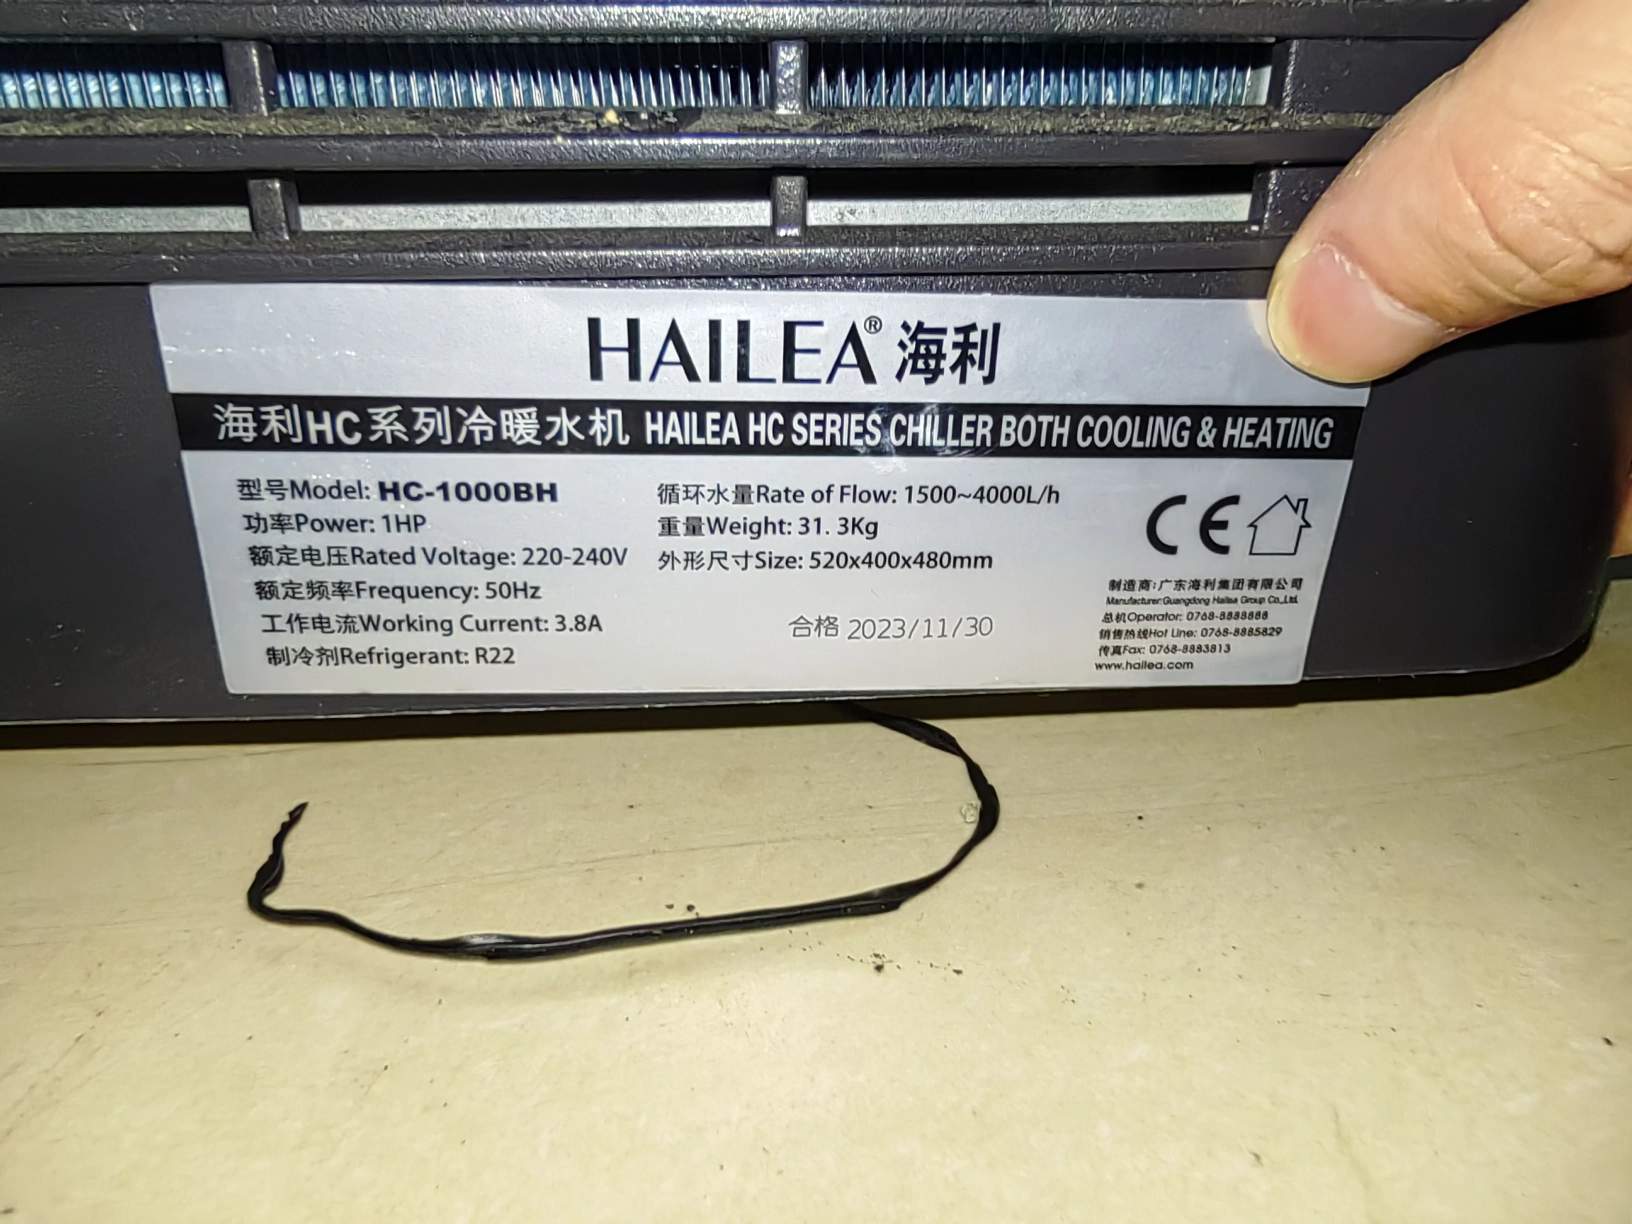 HAILEA® 海利
海利HC系列冷暖水机 HAILEA HC SERIES CHILLER BOTH COOLING & HEATING
型号Model: HC-1000BH
功率Power: 1HP
额定电压Rated Voltage: 220-240V
额定频率Frequency: 50Hz
工作电流Working Current: 3.8A
制冷剂Refrigerant: R22
循环水量Rate of Flow: 1500~4000L/h
重量Weight: 31. 3Kg
外形尺寸Size: 520x400x480mm
合格 2023/11/30
CE
制造商:广东海利集团有限公司
Manufacturer:Guangdong Hailea Group Co.,Ltd.
总机Operator: 0768-8888888
销售热线Hot Line: 0768-8885829
传真Fax: 0768-8883813
www.hailea.com